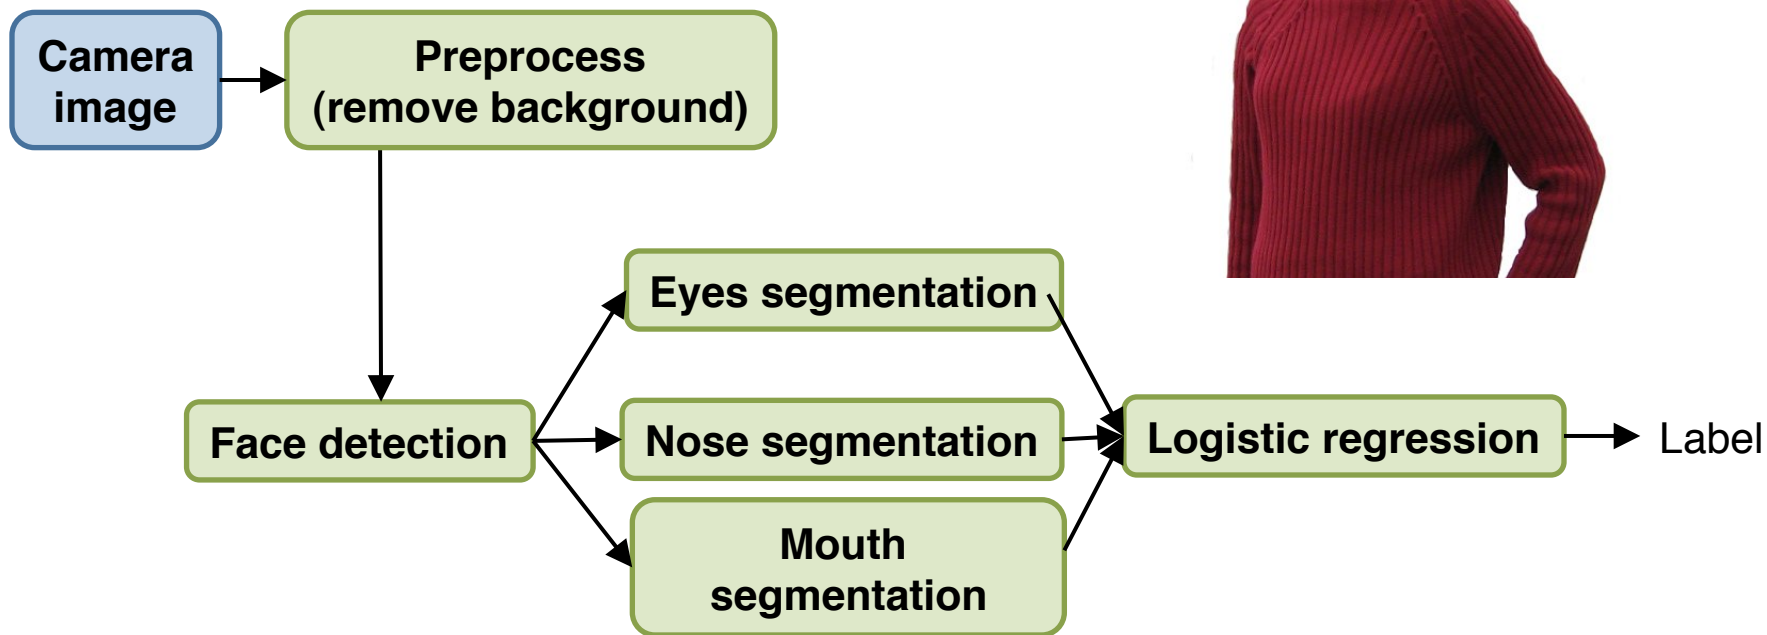 Camera
image
Preprocess
(remove background)
Eyes segmentation
Face detection
Nose segmentation
Logistic regression
Label
Mouth
segmentation